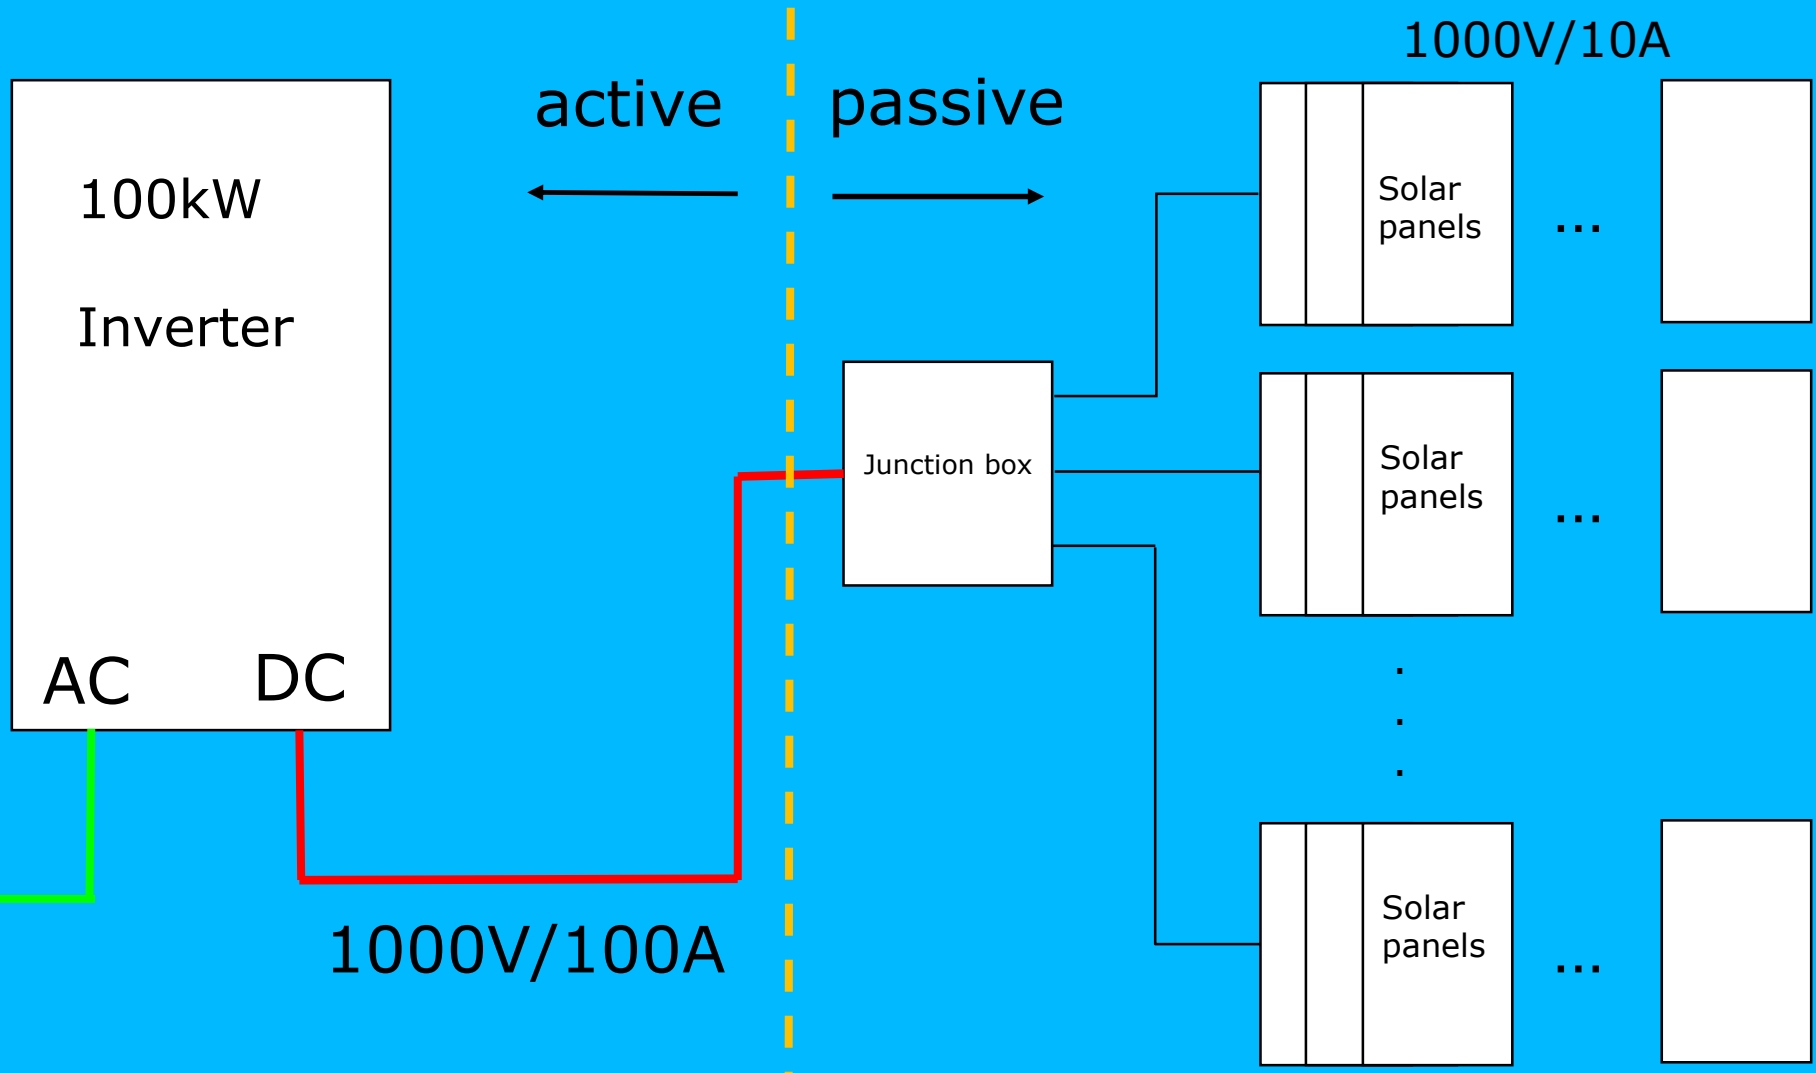 1000V/10A
active
passive
100kW
Inverter
Solar
panels
...
Junction box
Solar
panels
...
AC
DC
.
.
.
1000V/100A
Solar
panels
...